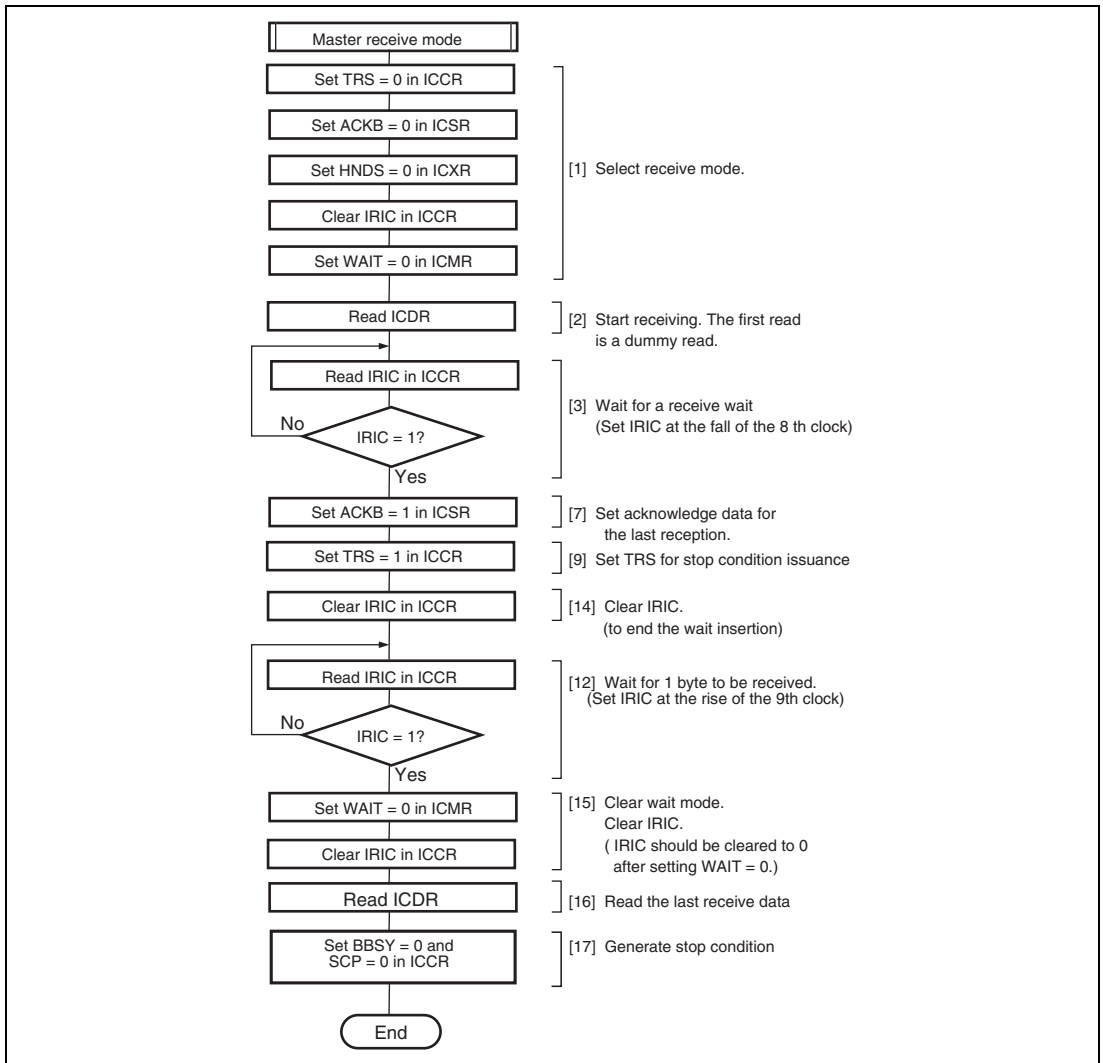 Master receive mode
Set TRS = 0 in ICCR
Set ACKB = 0 in ICSR
Set HNDS = 0 in ICXR
[1] Select receive mode.
Clear IRIC in ICCR
Set WAIT = 0 in ICMR
Read ICDR
[2] Start receiving. The first read
is a dummy read.
Read IRIC in ICCR
[3] Wait for a receive wait
(Set IRIC at the fall of the 8 th clock)
No
IRIC = 1?
Yes
Set ACKB = 1 in ICSR
[7] Set acknowledge data for
the last reception.
Set TRS = 1 in ICCR
[9] Set TRS for stop condition issuance
Clear IRIC in ICCR
[14] Clear IRIC.
(to end the wait insertion)
Read IRIC in ICCR
[12] Wait for 1 byte to be received.
(Set IRIC at the rise of the 9th clock)
No
IRIC = 1?
Yes
Set WAIT = 0 in ICMR
[15] Clear wait mode.
Clear IRIC.
( IRIC should be cleared to 0
after setting WAIT = 0.)
Clear IRIC in ICCR
Read ICDR
[16] Read the last receive data
Set BBSY = 0 and
SCP = 0 in ICCR
[17] Generate stop condition
End